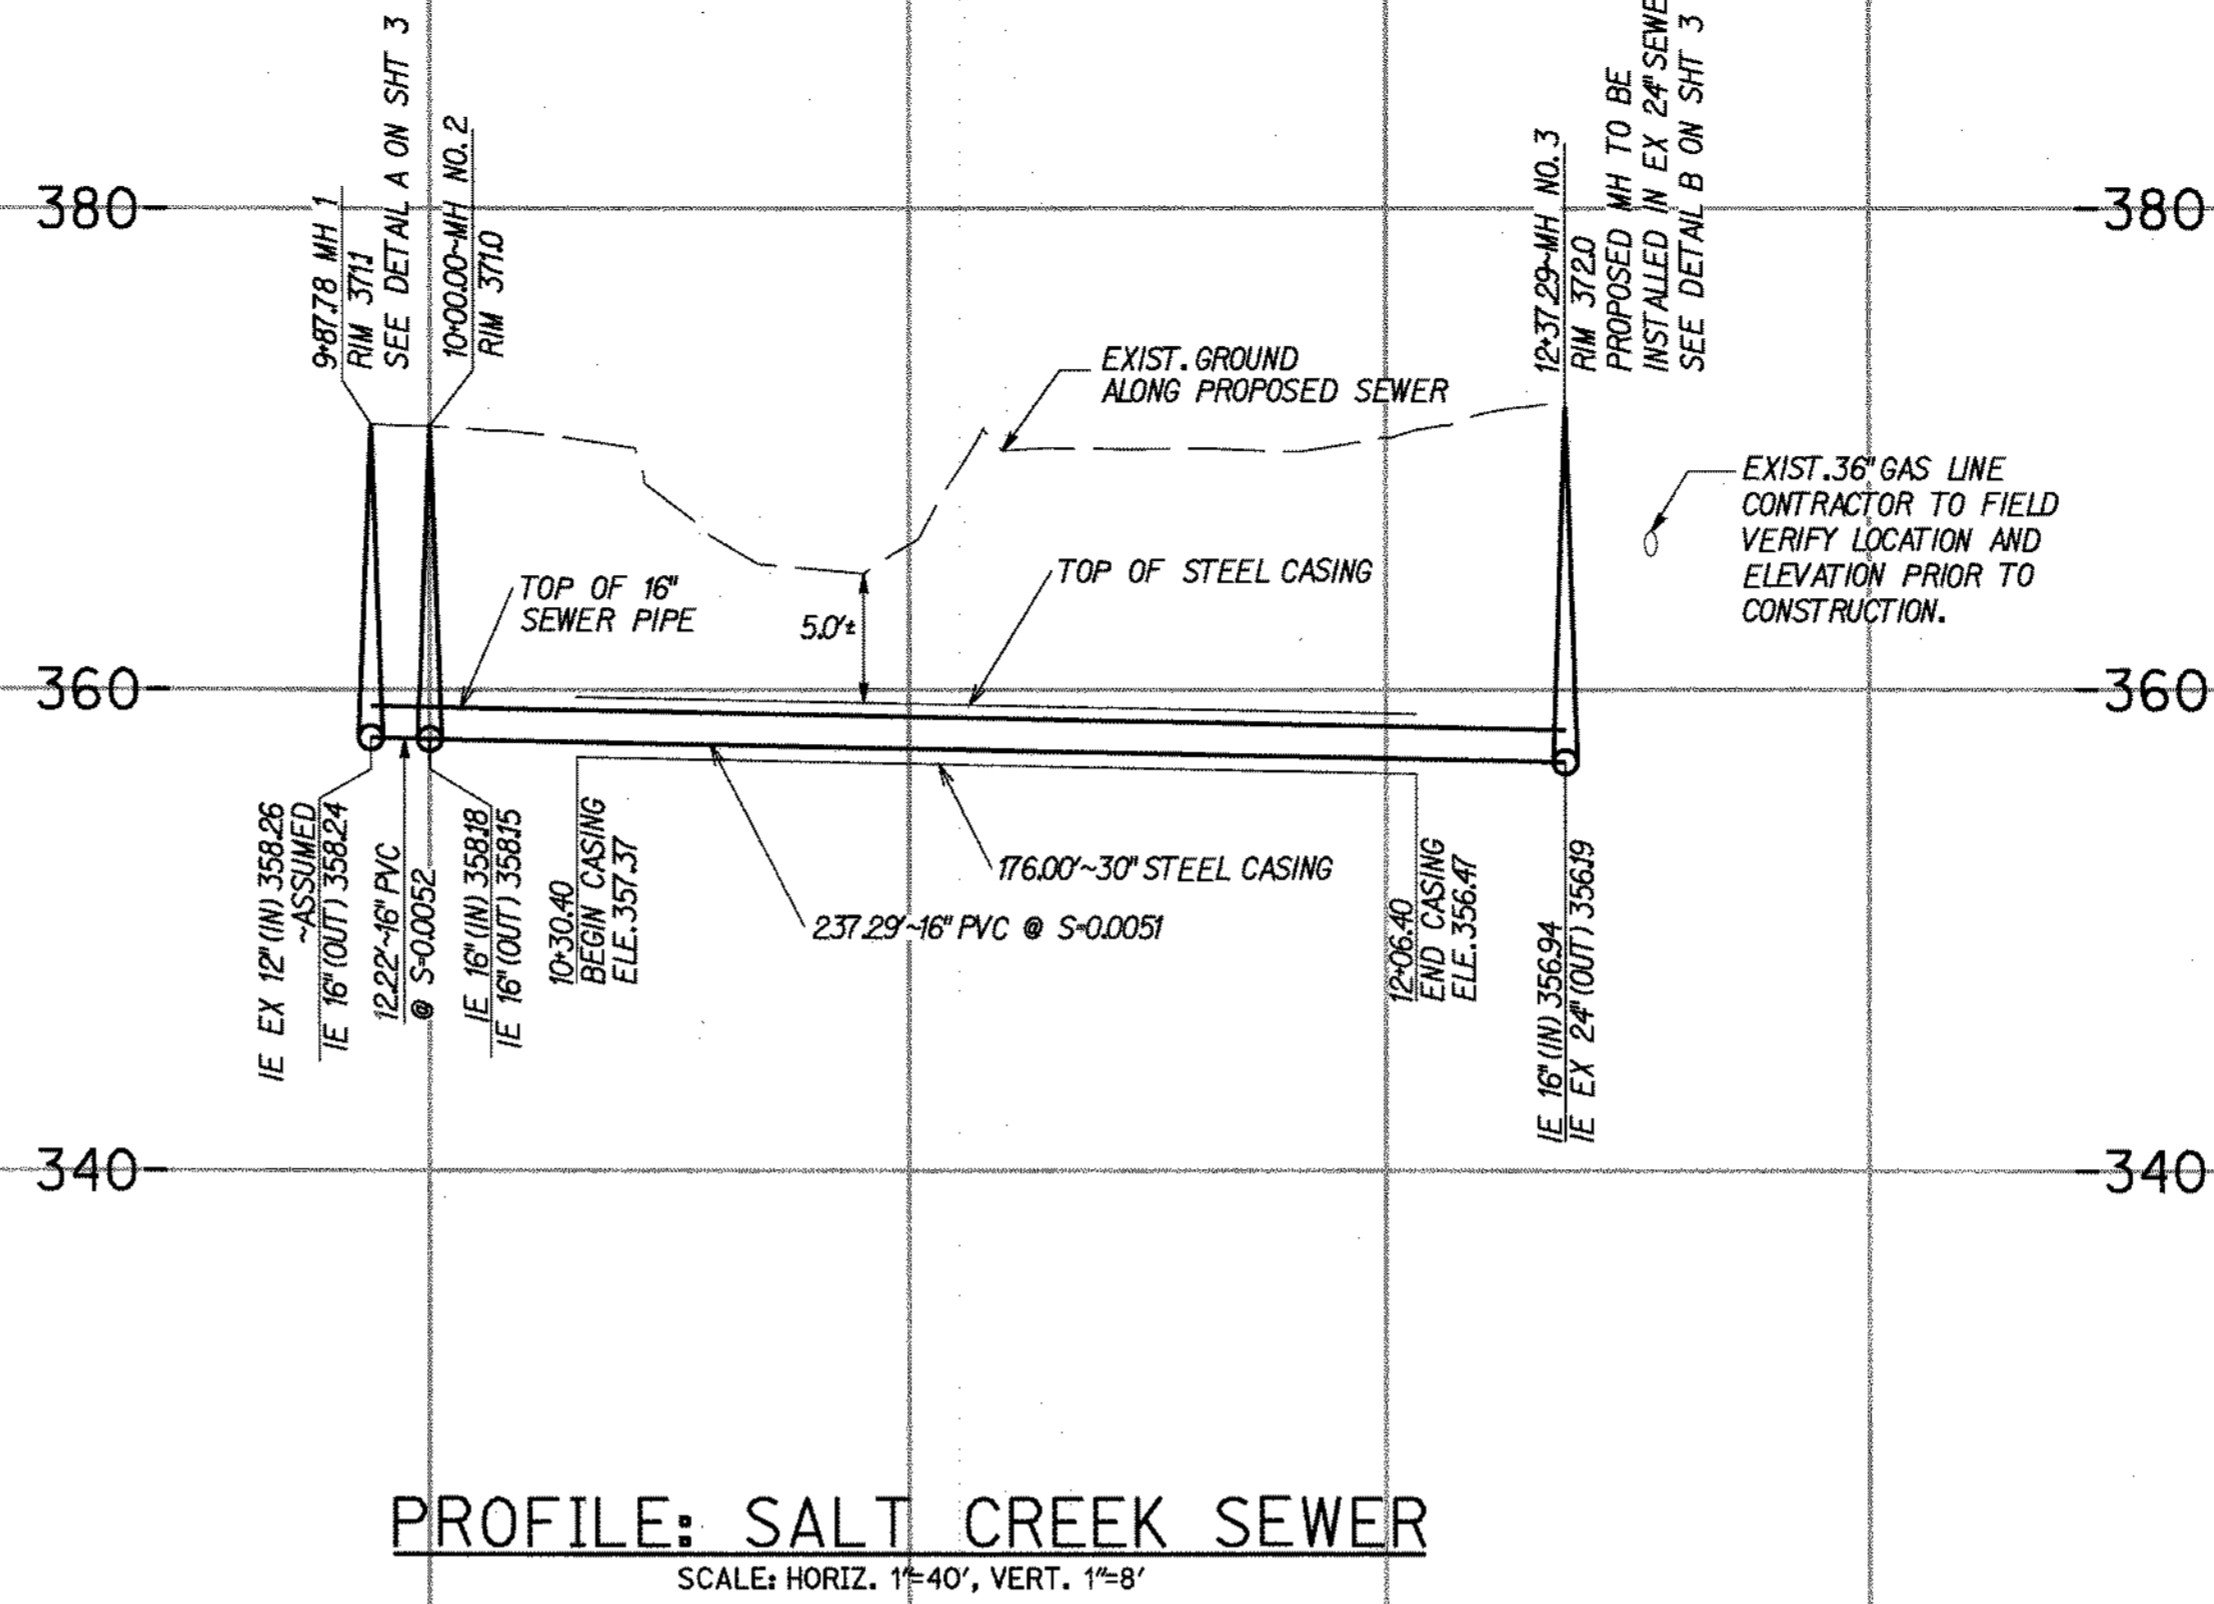 380
380
9+87.78 MH 1
RIM 371.1
SEE DETAIL A ON SHT 3
10+00.00~MH NO. 2
RIM 371.0
12+37.29~MH NO. 3
RIM 372.0
PROPOSED MH TO BE
INSTALLED IN EX 24"
SEE DETAIL B ON SHT 3
EXIST. GROUND
ALONG PROPOSED SEWER
EXIST. 36" GAS LINE
CONTRACTOR TO FIELD
VERIFY LOCATION AND
ELEVATION PRIOR TO
CONSTRUCTION.
TOP OF 16"
SEWER PIPE
5.0'±
TOP OF STEEL CASING
360
360
IE EX 12" (IN) 358.26
~ASSUMED
IE 16" (OUT) 358.24
12.22'~16" PVC
@ S=0.0052
IE 16" (IN) 358.18
IE 16" (OUT) 358.15
10+30.40
BEGIN CASING
ELE. 357.37
176.00'~30" STEEL CASING
237.29'~16" PVC @ S=0.0051
12+06.40
END CASING
ELE. 356.47
IE 16" (IN) 356.94
IE EX 24" (OUT) 356.19
340
340
PROFILE: SALT CREEK SEWER
SCALE: HORIZ. 1"=40', VERT. 1"=8'